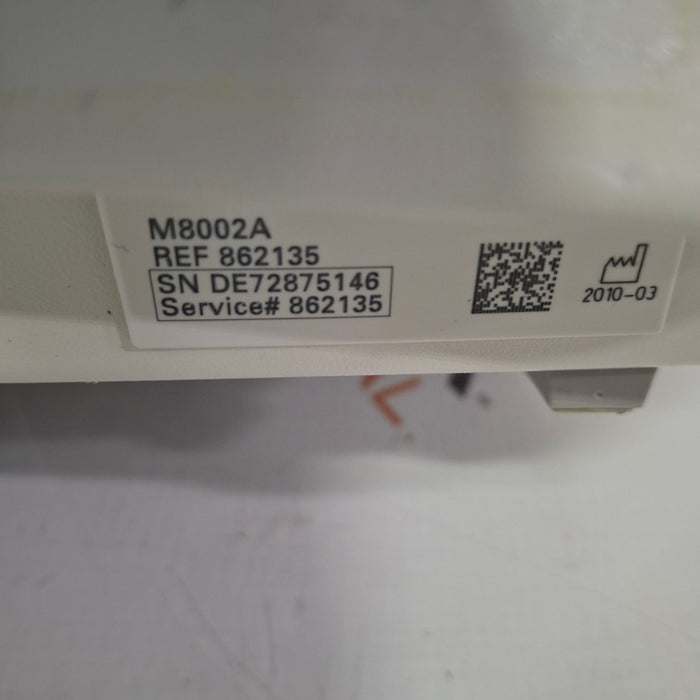 M8002A
REF 862135
SN DE72875146
Service# 862135
2010-03